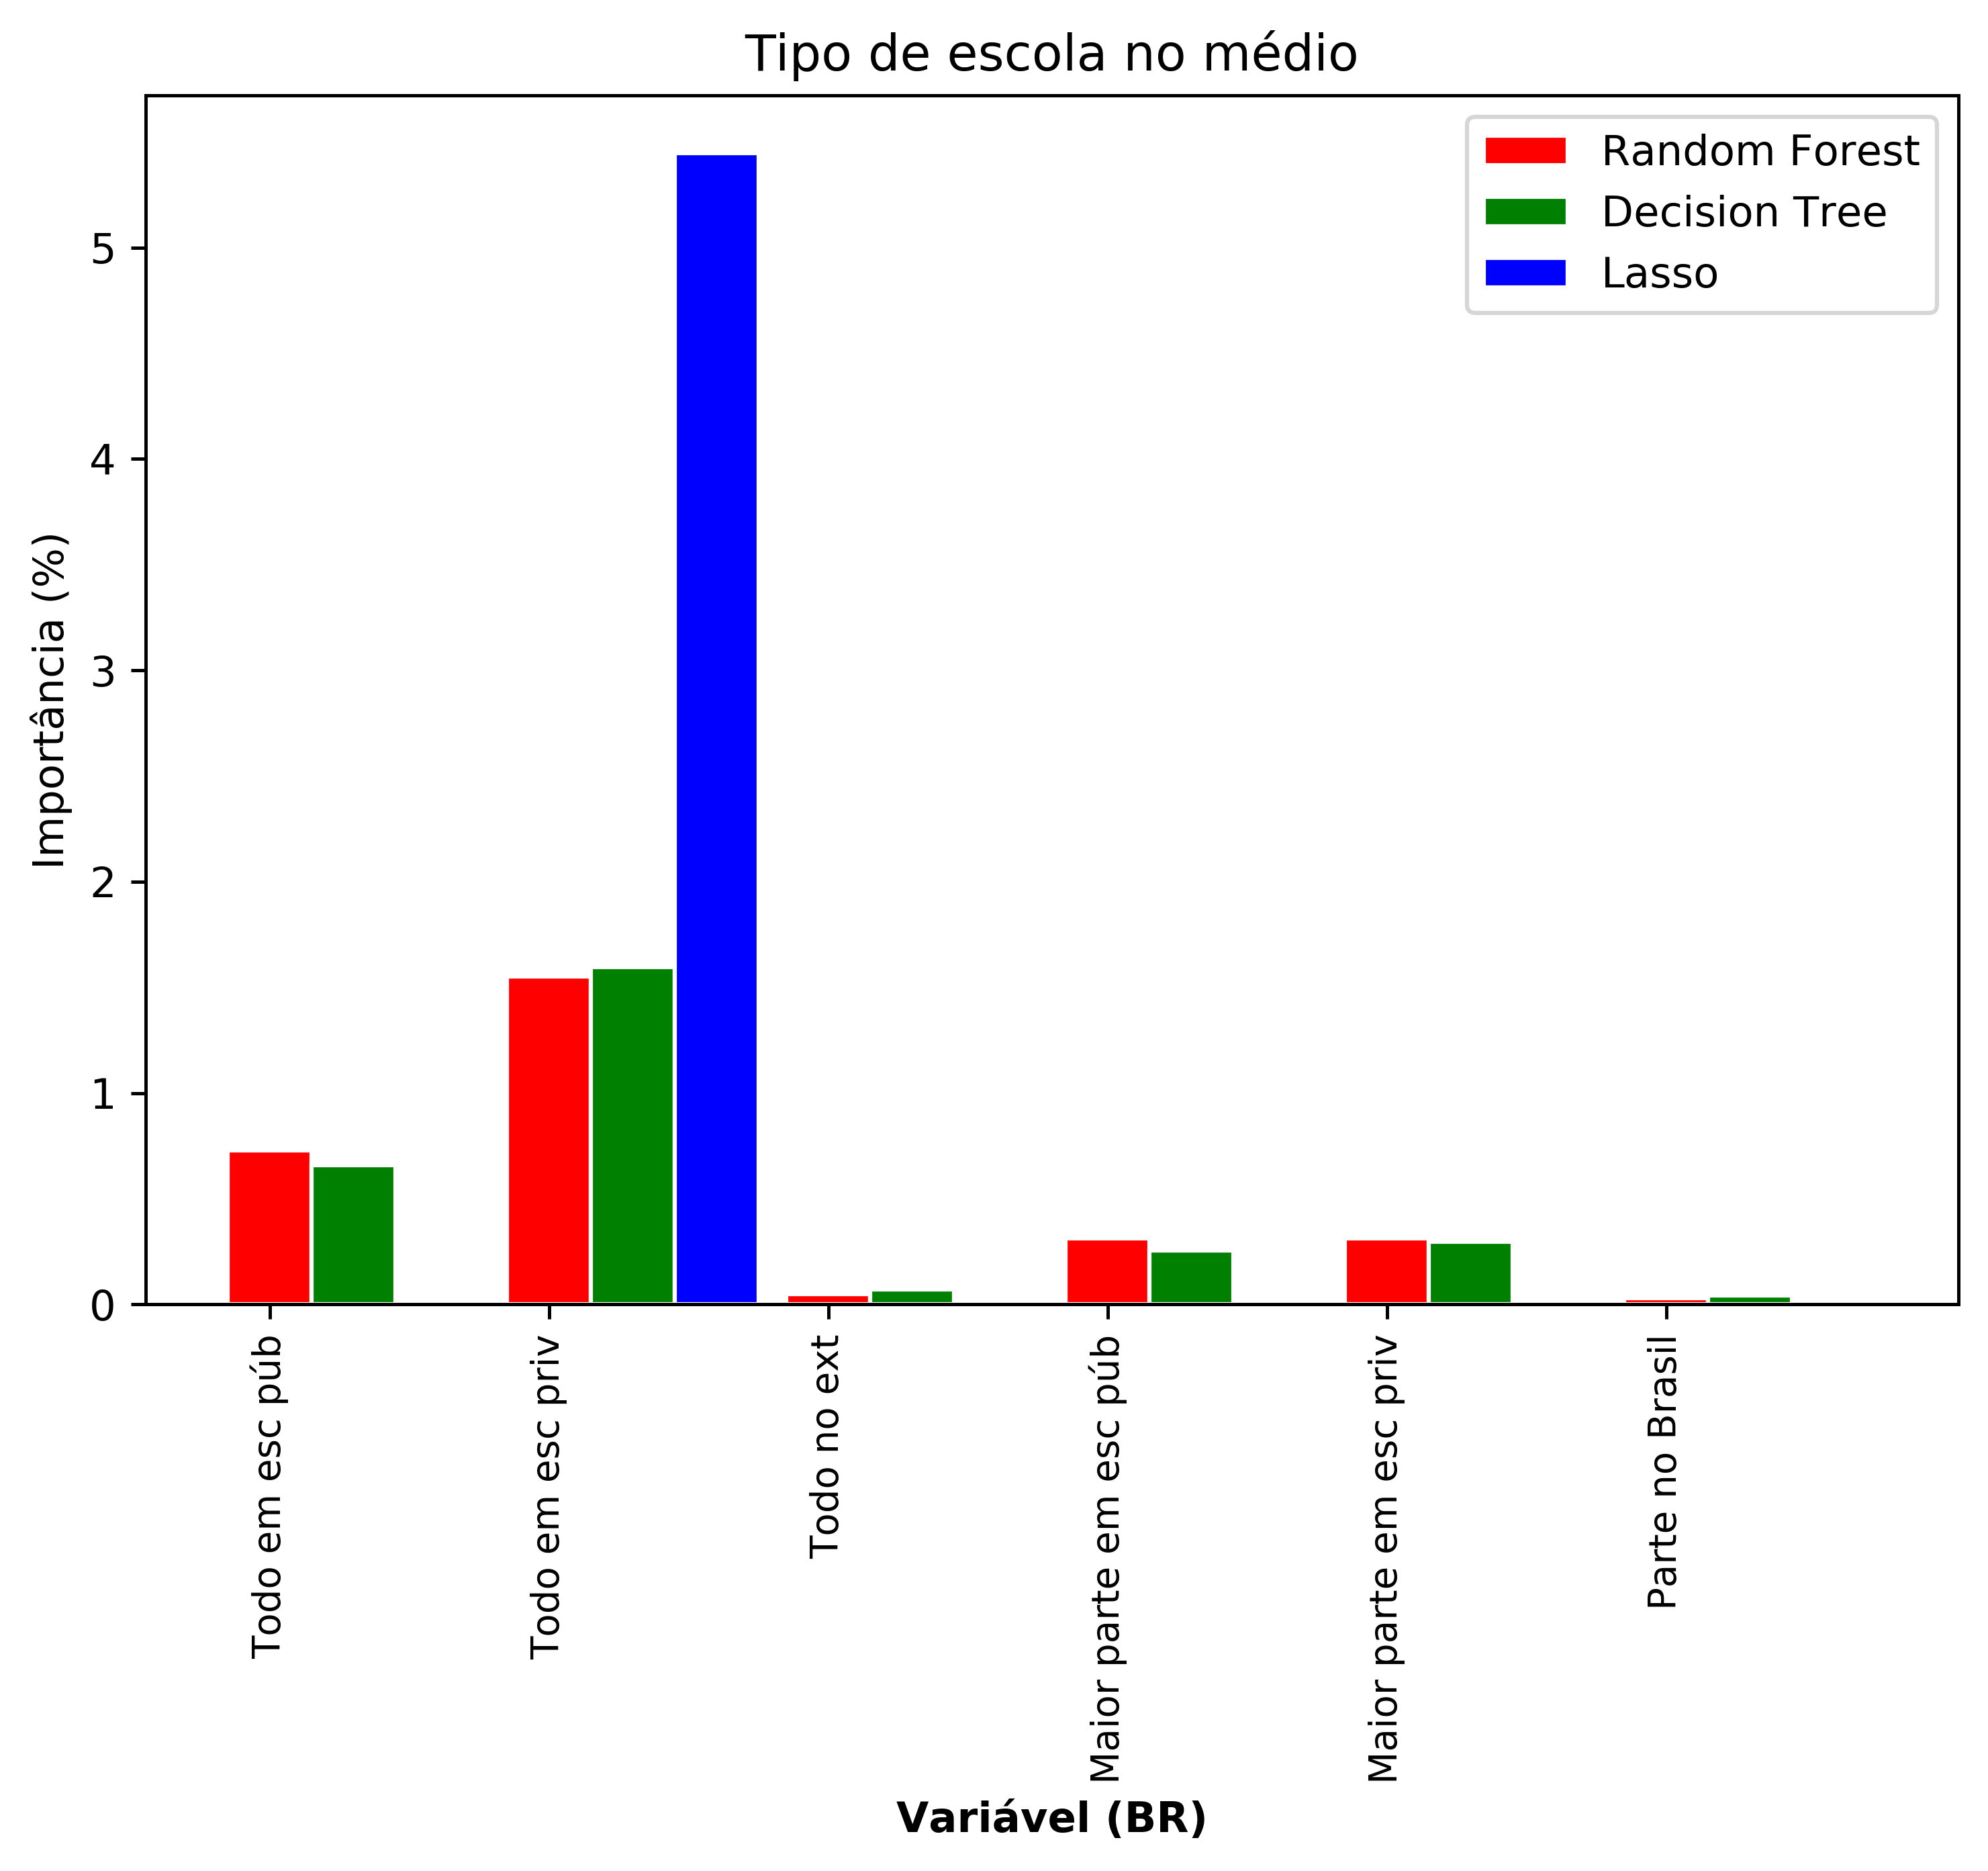 Tipo de escola no médio
Random Forest
Decision Tree
Lasso
Importância (%)
5
4
3
2
1
0
Todo em esc púb
Todo em esc priv
Todo no ext
Maior parte em esc púb
Maior parte em esc priv
Parte no Brasil
Variável (BR)